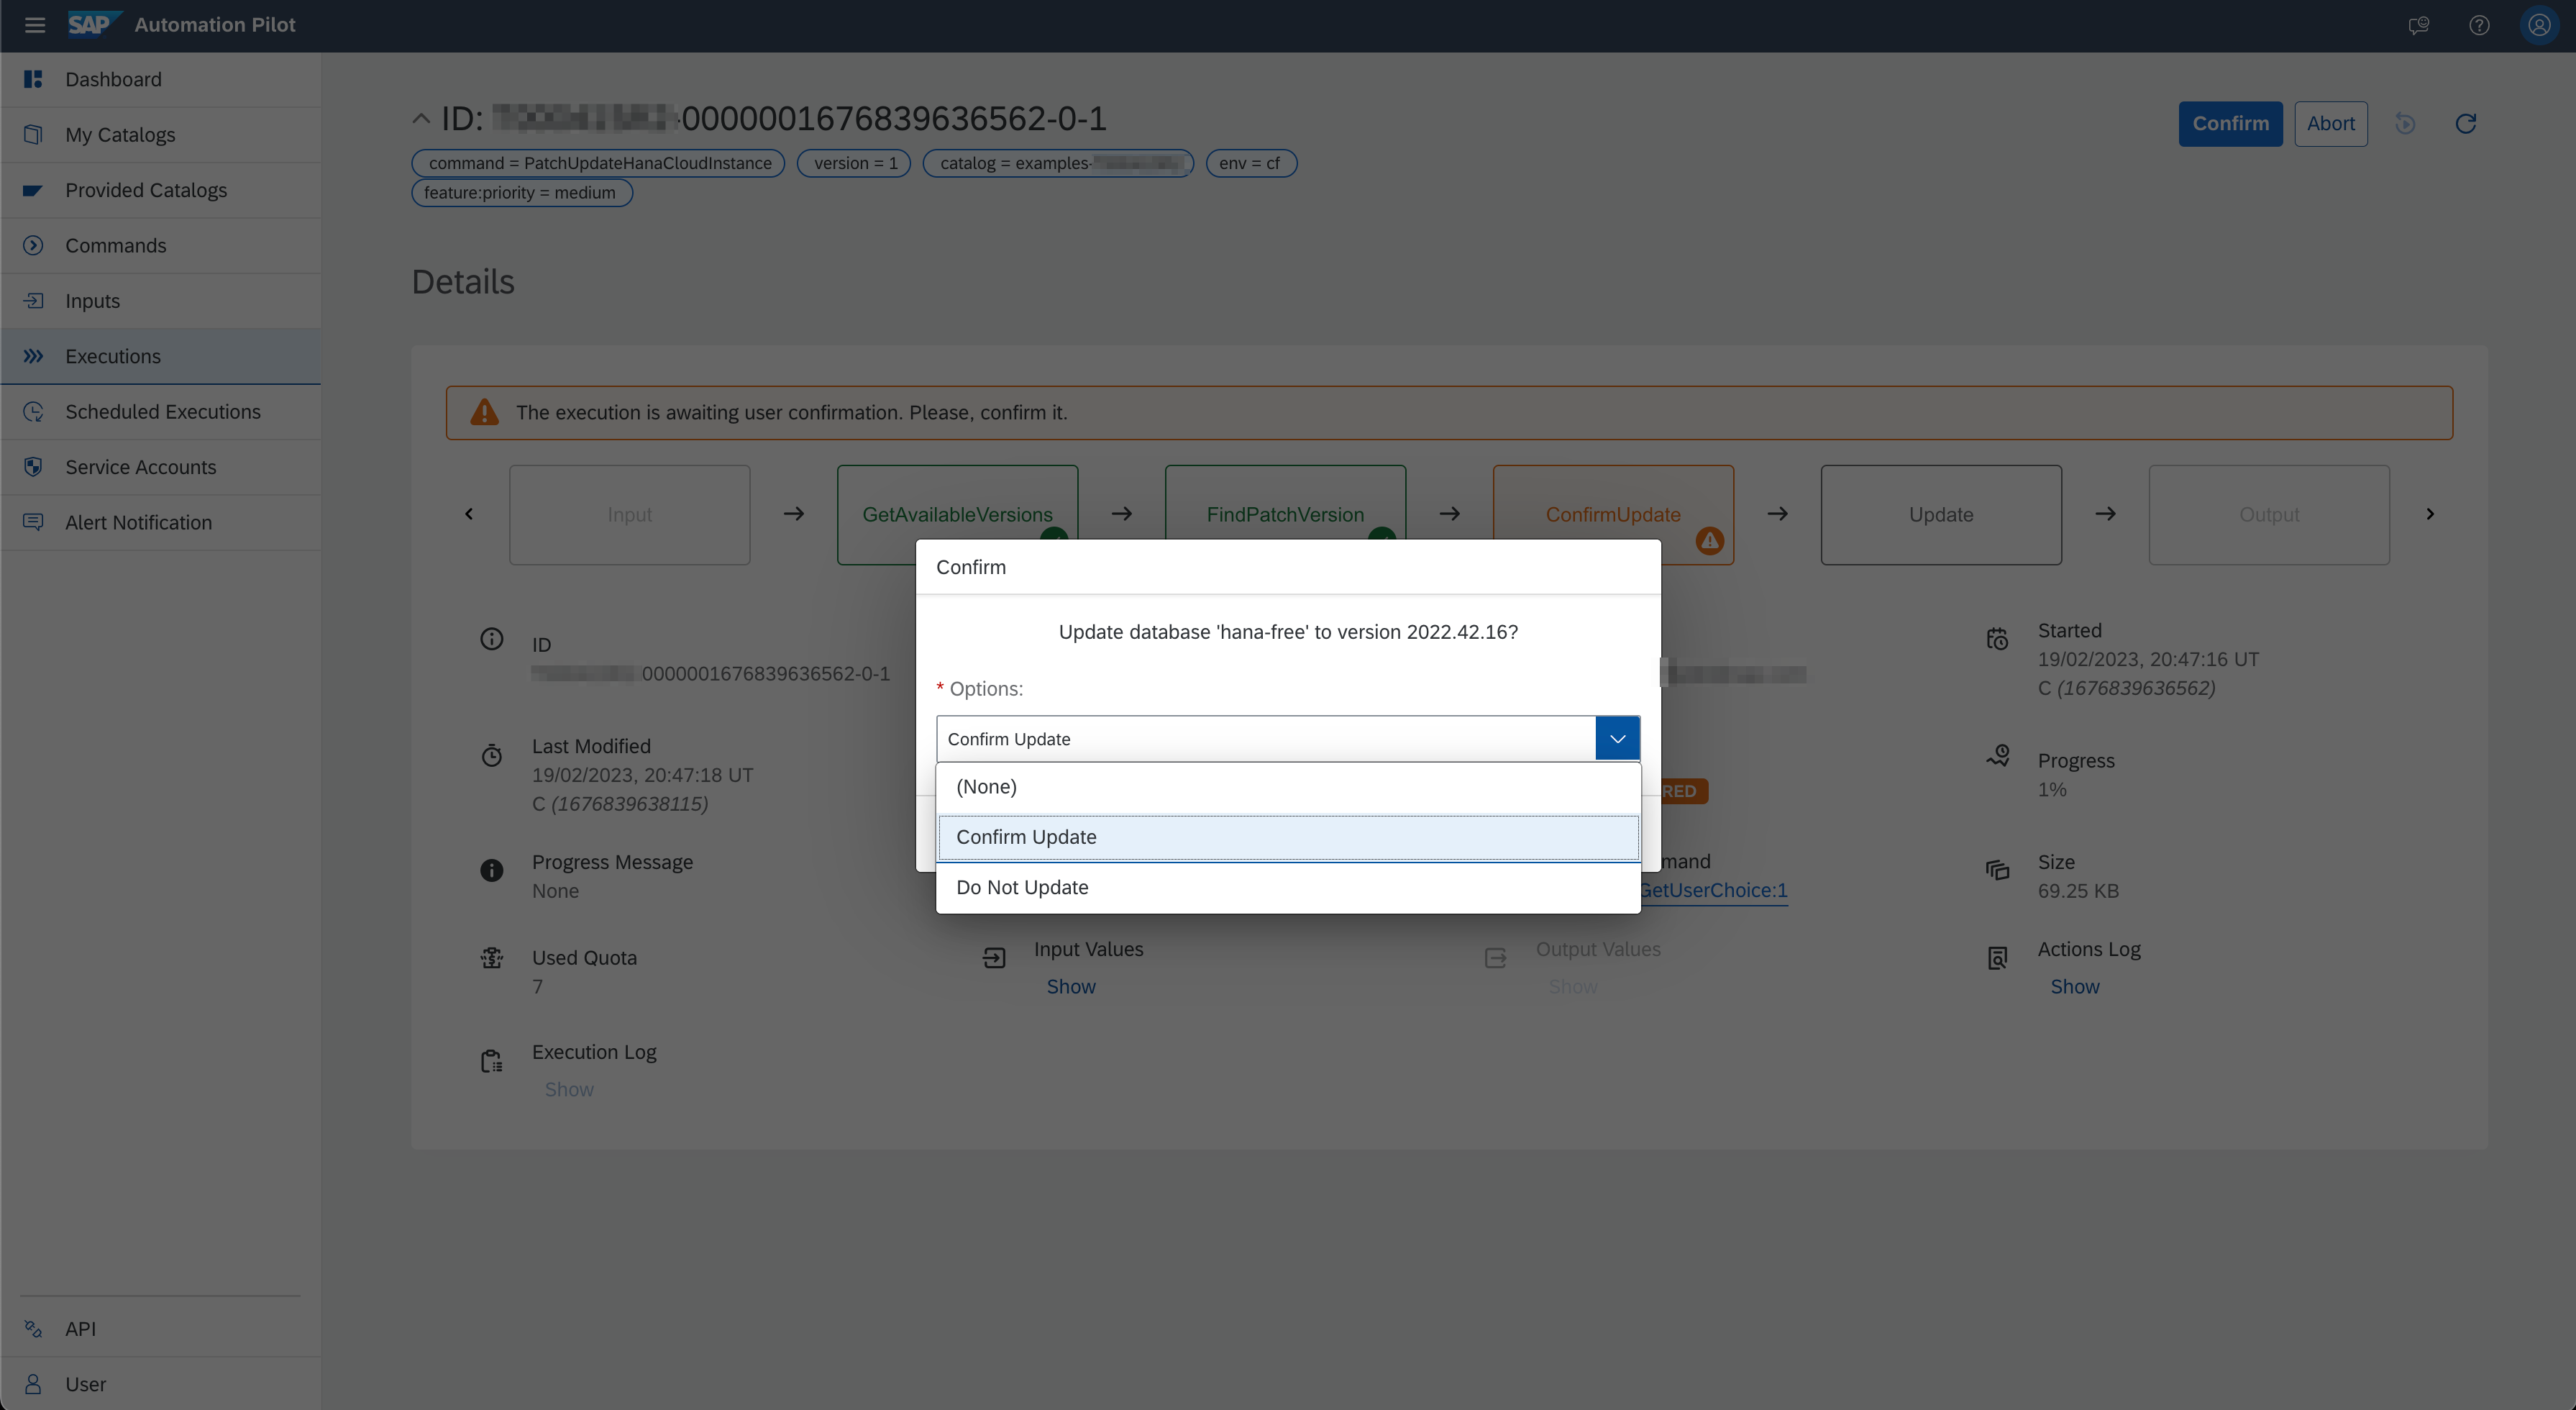 SAP Automation Pilot
Dashboard
My Catalogs
Provided Catalogs
Commands
Inputs
Executions
Scheduled Executions
Service Accounts
Alert Notification
API
User
ID: -0000001676839636562-0-1
Confirm
Abort
command = PatchUpdateHanaCloudInstance
version = 1
catalog = examples-
env = cf
feature:priority = medium
Details
The execution is awaiting user confirmation. Please, confirm it.
Input
GetAvailableVersions
FindPatchVersion
ConfirmUpdate
Update
Output
Confirm
Update database 'hana-free' to version 2022.42.16?
* Options:
Confirm Update
(None)
Confirm Update
Do Not Update
ID
0000001676839636562-0-1
Started
19/02/2023, 20:47:16 UT
C (1676839636562)
Last Modified
19/02/2023, 20:47:18 UT
C (1676839638115)
RED
Progress
1%
Progress Message
None
mand
GetUserChoice:1
Size
69.25 KB
Used Quota
7
Input Values
Show
Output Values
Show
Actions Log
Show
Execution Log
Show